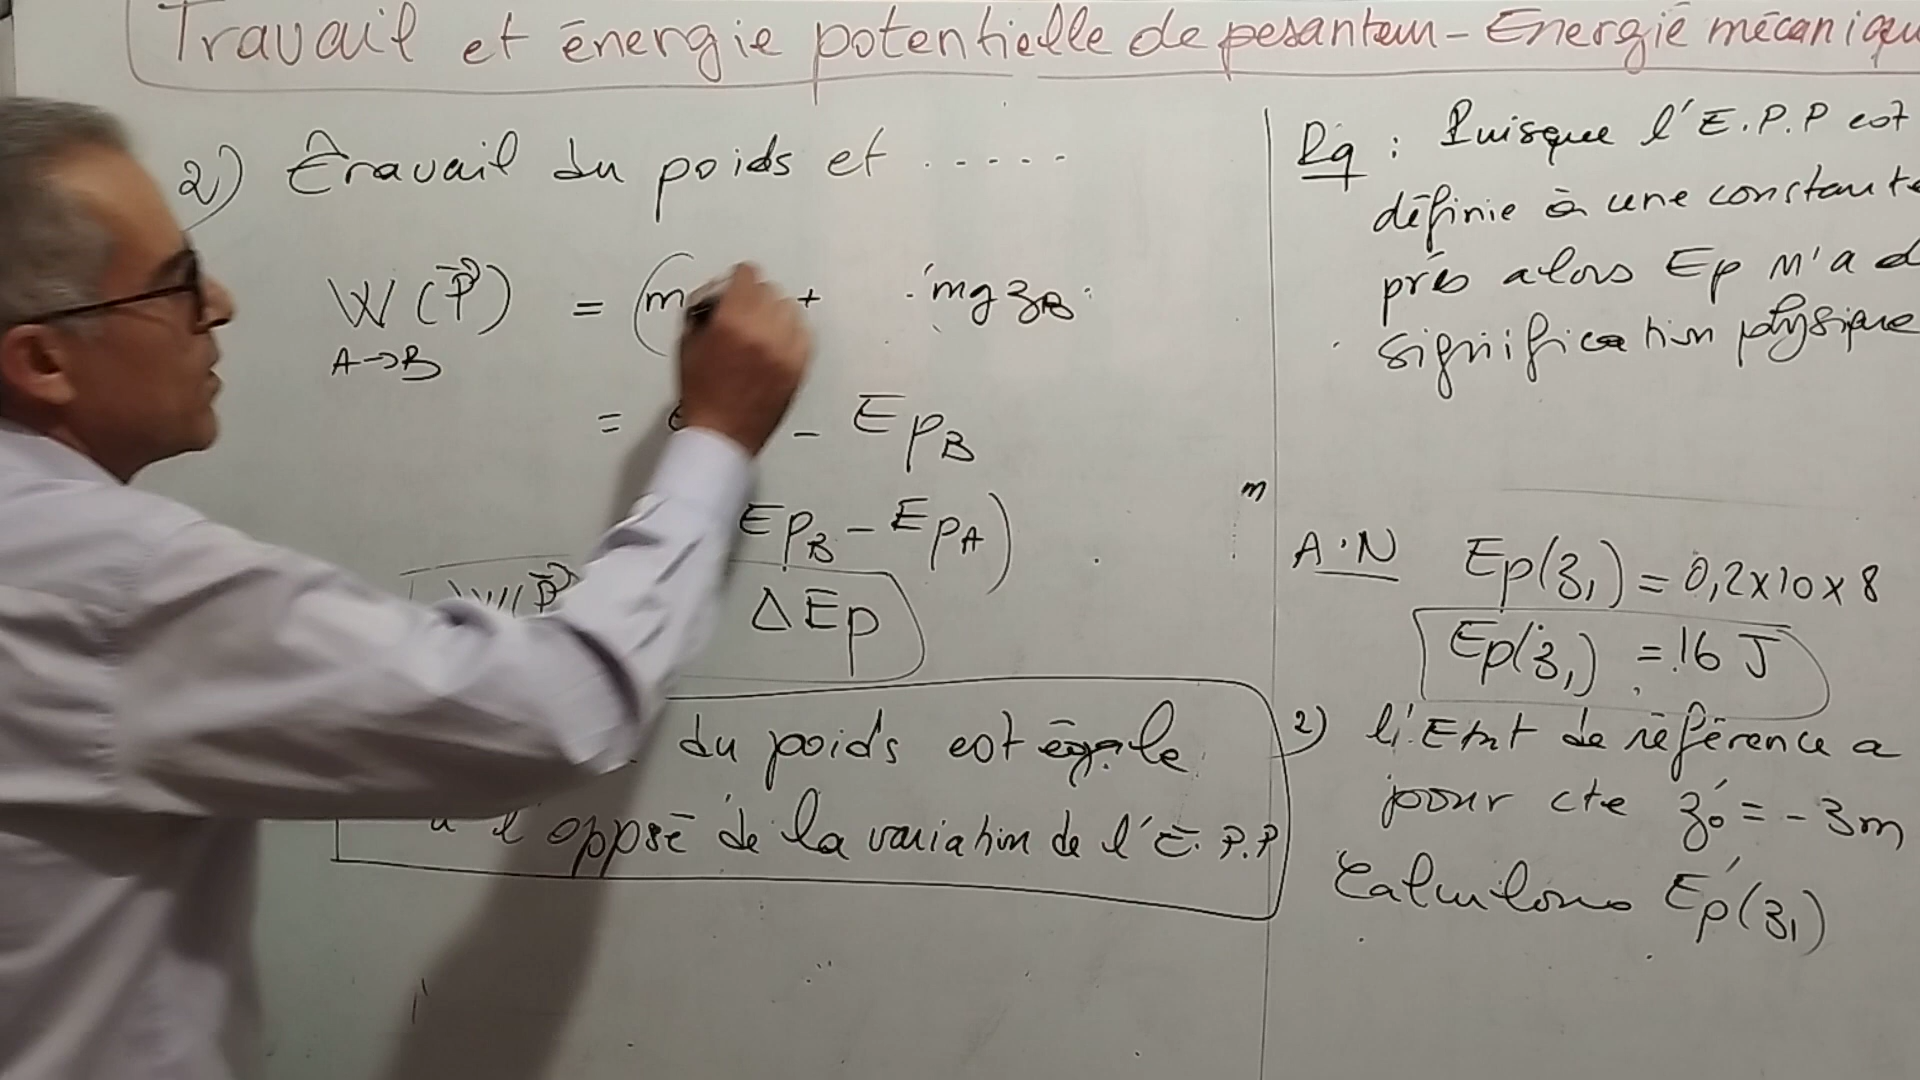 Travail et énergie potentielle de pesanteur - Energie mécanique
2) Travail du poids et .....
W(P) = (m + mg zB
A→B
= - EpB
EpB - EpA)
W(P) ΔEp
du poids est égale
à l'opposé de la variation de l'E.P.P
Rq : Puisque l'E.P.P est
définie à une constante
près alors Ep n'a
signification physique
m
A.N Ep(z1) = 0,2x10x8
Ep(z1) = 16 J
2) l'Etat de référence a
pour cte z'0 = -3m
Calculons E'p(z1)